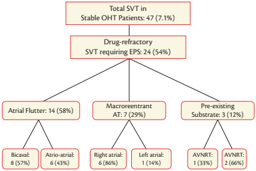 Total SVT in
Stable OHT Patients: 47 (7.1%)
Drug-refractory
SVT requiring EPS: 24 (54%)
Atrial Flutter: 14 (58%)
Macroreentrant
AT: 7 (29%)
Pre-existing
Substrate: 3 (12%)
Bicaval:
8 (57%)
Atrio-atrial:
6 (43%)
Right atrial:
6 (86%)
Left atrial:
1 (14%)
AVNRT:
1 (33%)
AVNRT:
2 (66%)